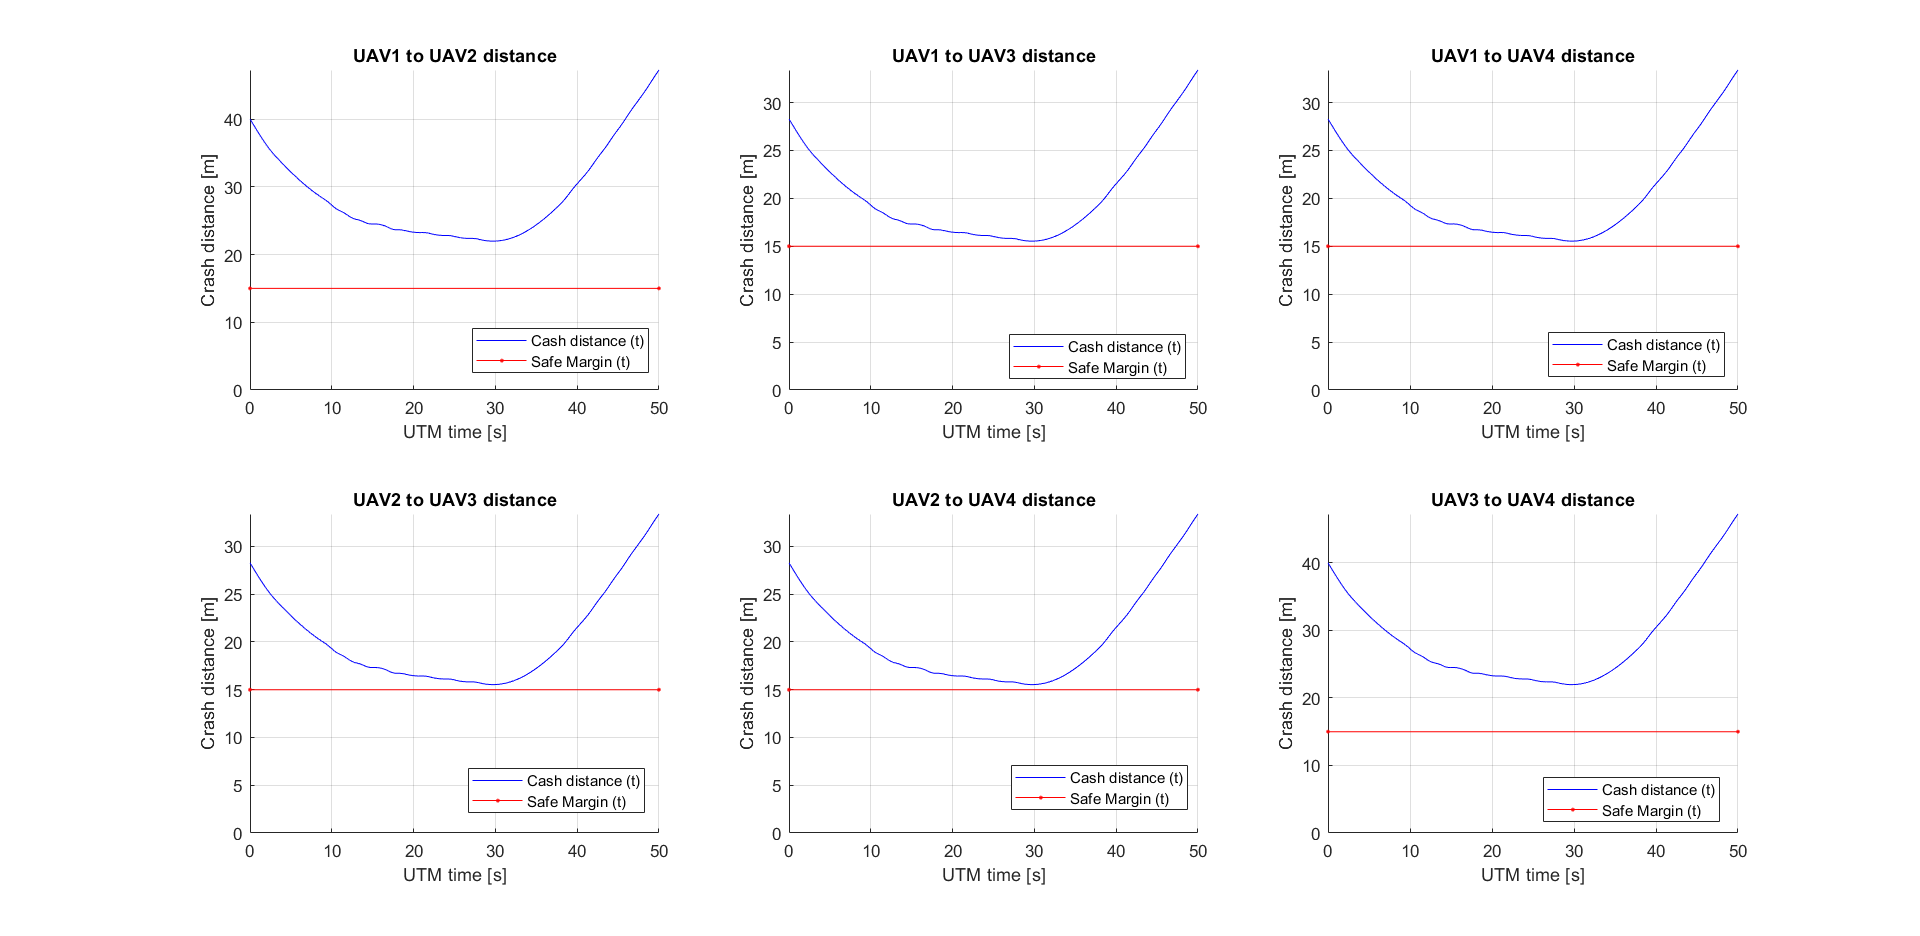 UAV1 to UAV2 distance
Crash distance [m]
40
30
20
10
0
0 10 20 30 40 50
UTM time [s]
Cash distance (t)
Safe Margin (t)
UAV1 to UAV3 distance
Crash distance [m]
30
25
20
15
10
5
0
0 10 20 30 40 50
UTM time [s]
Cash distance (t)
Safe Margin (t)
UAV1 to UAV4 distance
Crash distance [m]
30
25
20
15
10
5
0
0 10 20 30 40 50
UTM time [s]
Cash distance (t)
Safe Margin (t)
UAV2 to UAV3 distance
Crash distance [m]
30
25
20
15
10
5
0
0 10 20 30 40 50
UTM time [s]
Cash distance (t)
Safe Margin (t)
UAV2 to UAV4 distance
Crash distance [m]
30
25
20
15
10
5
0
0 10 20 30 40 50
UTM time [s]
Cash distance (t)
Safe Margin (t)
UAV3 to UAV4 distance
Crash distance [m]
40
30
20
10
0
0 10 20 30 40 50
UTM time [s]
Cash distance (t)
Safe Margin (t)